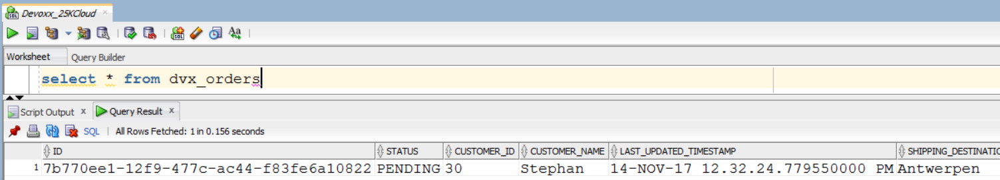 Devoxx_25KCloud
Worksheet Query Builder
select * from dvx_orders
Script Output x Query Result x
SQL | All Rows Fetched: 1 in 0.156 seconds
ID STATUS CUSTOMER_ID CUSTOMER_NAME LAST_UPDATED_TIMESTAMP SHIPPING_DESTINATIO
1 7b770ee1-12f9-477c-ac44-f83fe6a10822 PENDING 30 Stephan 14-NOV-17 12.32.24.779550000 PM Antwerpen